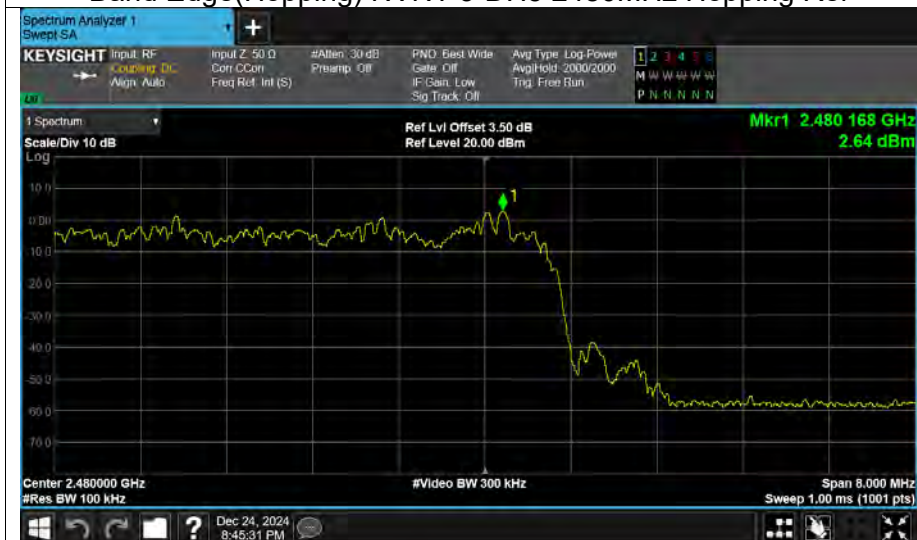 Spectrum Analyzer 1
Swept SA
+
KEYSIGHT
Input: RF
Coupling: DC
Align: Auto
Input Z: 50 Ω
Corr CCorr
Freq Ref: Int (S)
#Atten: 30 dB
Preamp: Off
PNO: Best Wide
Gate: Off
IF Gain: Low
Sig Track: Off
Avg Type: Log-Power
Avg|Hold: 2000/2000
Trig: Free Run
1 2 3 4 5 6
M W W W W W
P N N N N N
1 Spectrum
Scale/Div 10 dB
Ref Lvl Offset 3.50 dB
Ref Level 20.00 dBm
Mkr1 2.480 168 GHz
2.64 dBm
Log
10.0
0.00
-10.0
-20.0
-30.0
-40.0
-50.0
-60.0
-70.0
1
Center 2.480000 GHz
#Res BW 100 kHz
#Video BW 300 kHz
Span 8.000 MHz
Sweep 1.00 ms (1001 pts)
?
Dec 24, 2024
8:45:31 PM